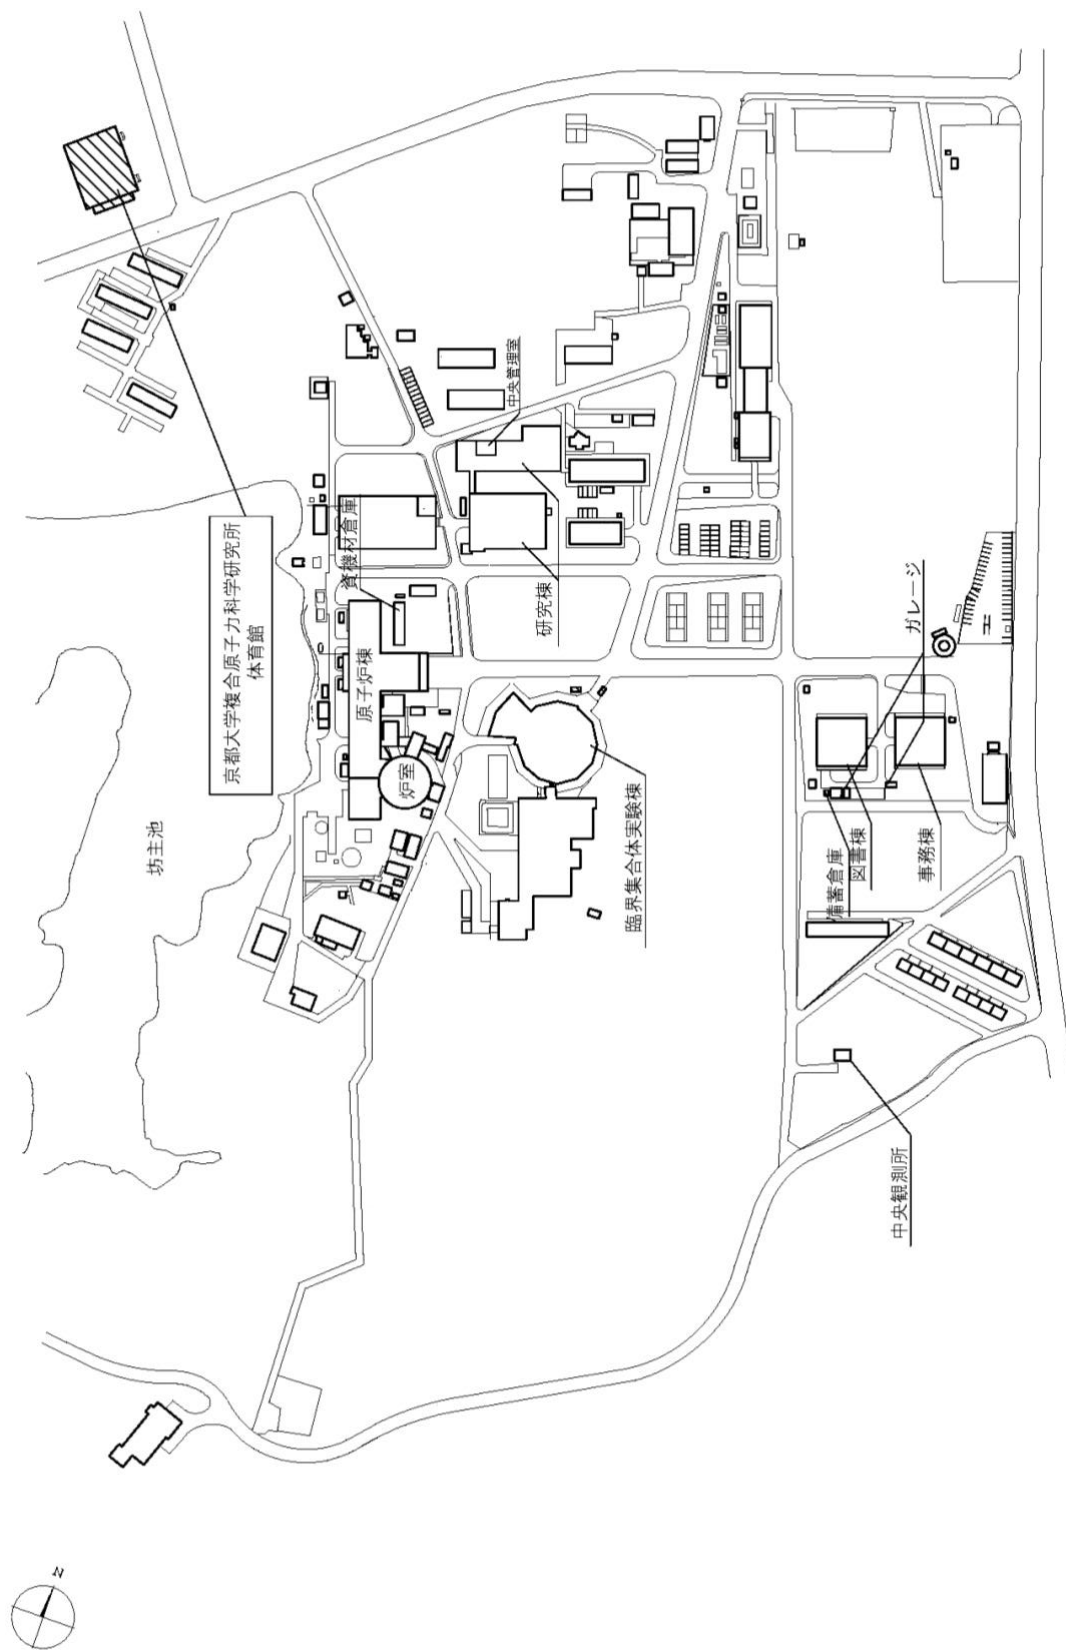 京都大学複合原子力科学研究所
体育館
坊主池
中央管理室
資機材倉庫
研究棟
原子炉棟
炉室
臨界集合体実験棟
ガレージ
備蓄倉庫
図書棟
事務棟
中央観測所
N